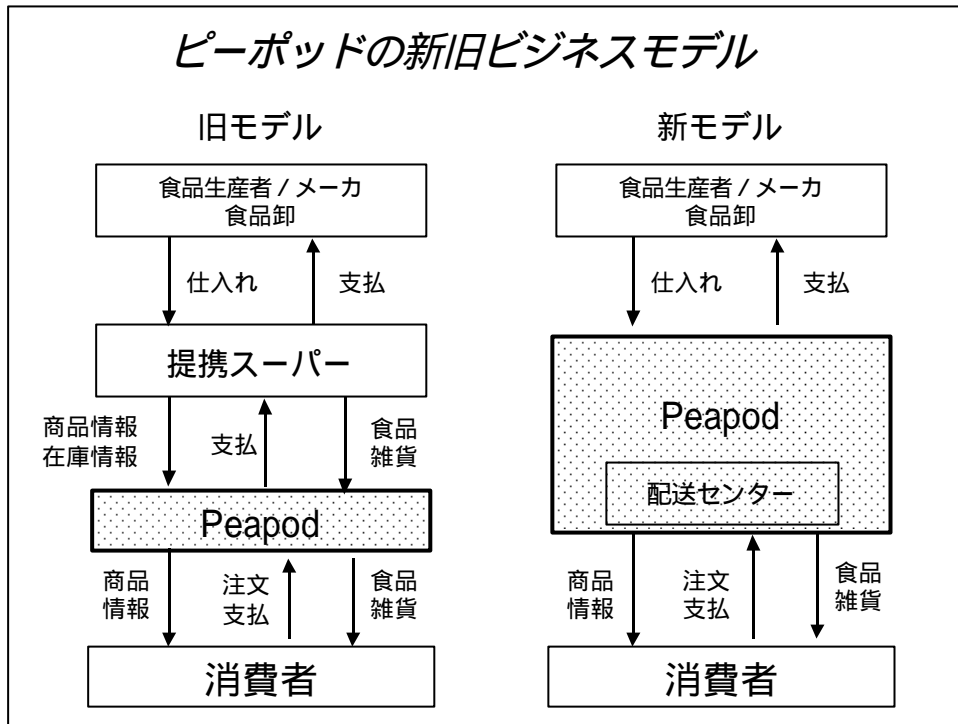 ピーポッドの新旧ビジネスモデル
旧モデル
食品生産者 / メーカ
食品卸
仕入れ
支払
提携スーパー
商品情報
在庫情報
支払
食品
雑貨
Peapod
商品
情報
注文
支払
食品
雑貨
消費者
新モデル
食品生産者 / メーカ
食品卸
仕入れ
支払
Peapod
配送センター
商品
情報
注文
支払
食品
雑貨
消費者